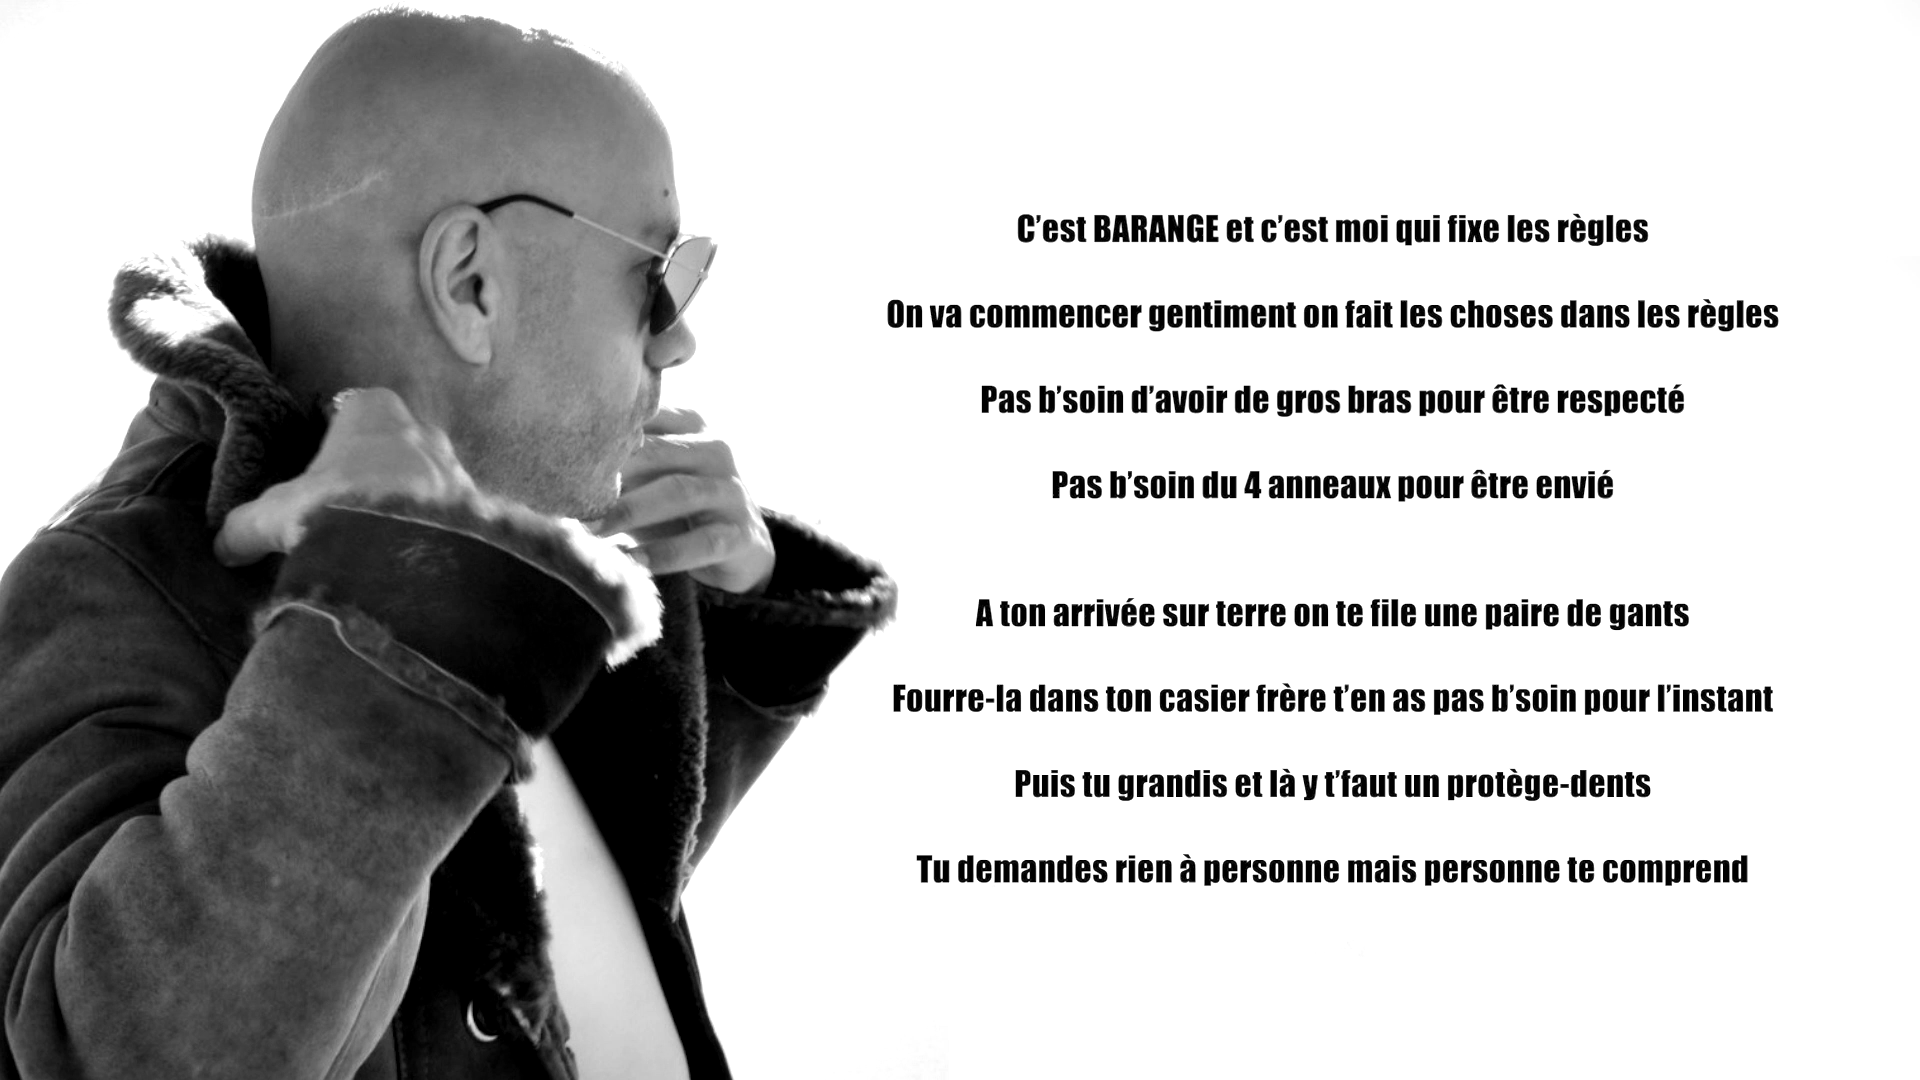 C’est BARANGE et c’est moi qui fixe les règles
On va commencer gentiment on fait les choses dans les règles
Pas b’soin d’avoir de gros bras pour être respecté
Pas b’soin du 4 anneaux pour être envié
A ton arrivée sur terre on te file une paire de gants
Fourre-la dans ton casier frère t’en as pas b’soin pour l’instant
Puis tu grandis et là y t’faut un protège-dents
Tu demandes rien à personne mais personne te comprend